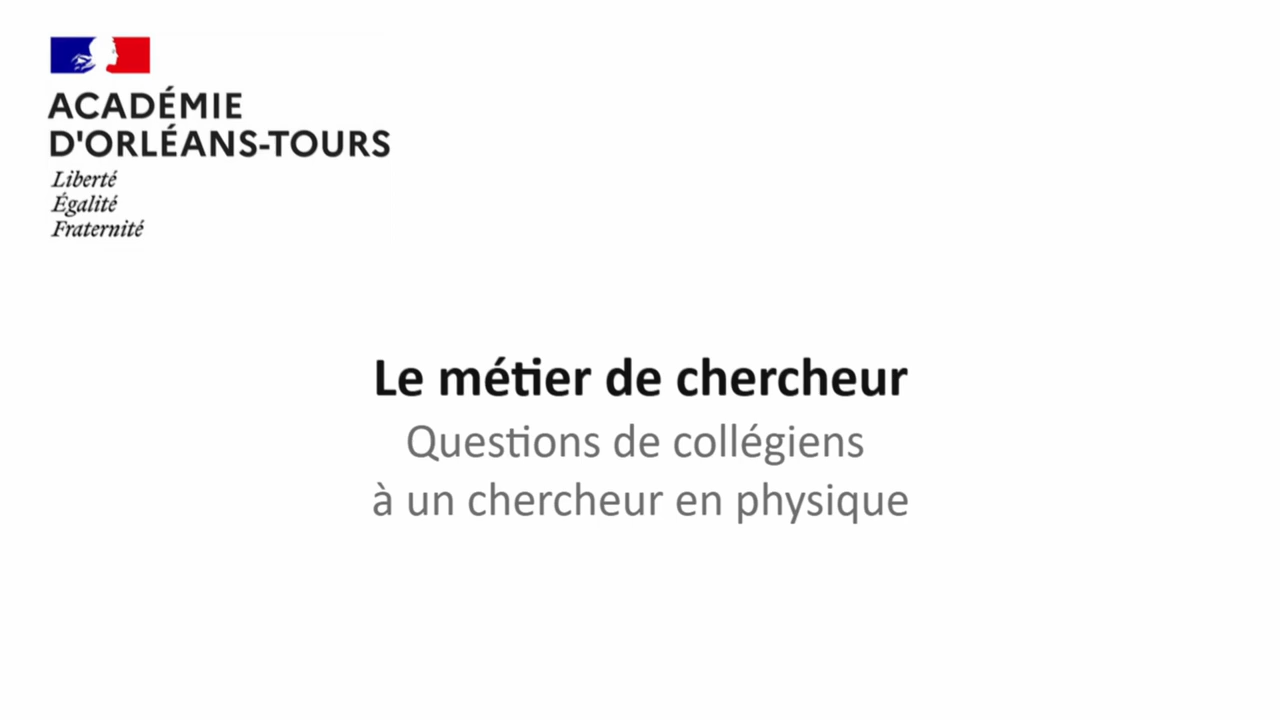 ACADÉMIE
D'ORLÉANS-TOURS
Liberté
Égalité
Fraternité
Le métier de chercheur
Questions de collégiens
à un chercheur en physique